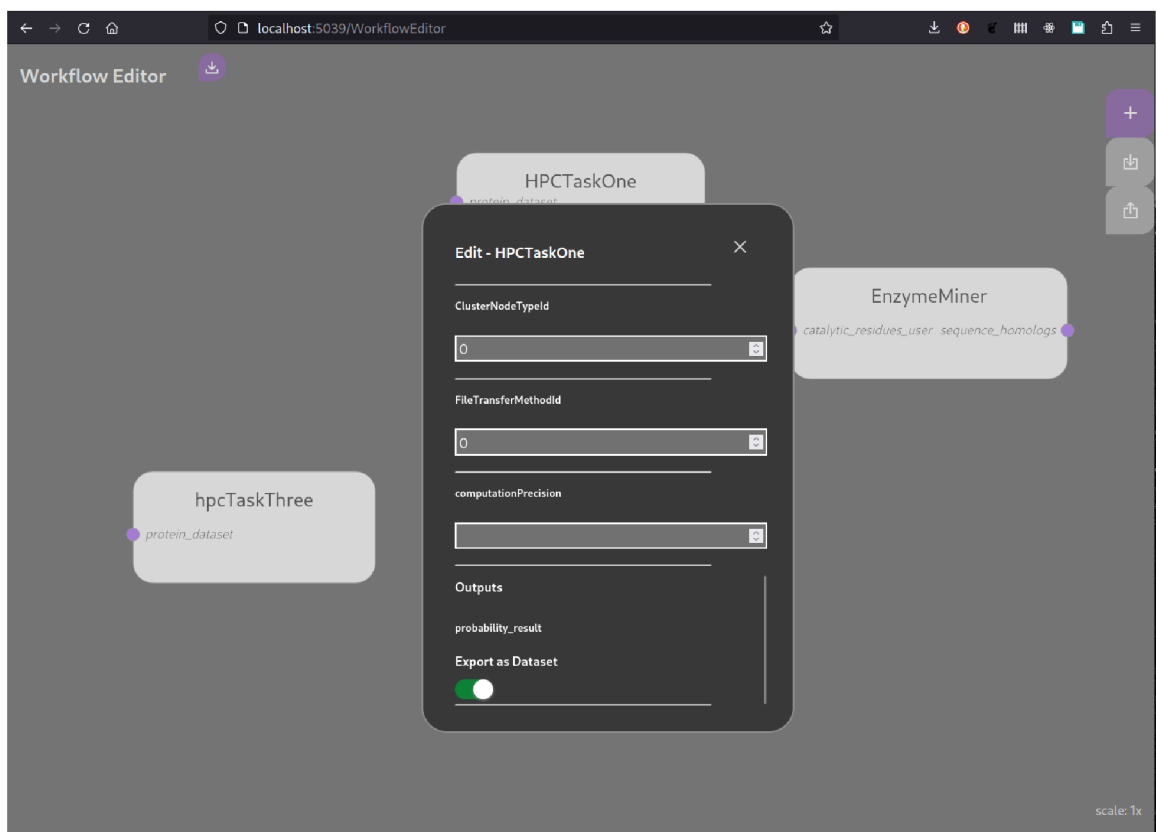 localhost:5039/WorkflowEditor
Workflow Editor
HPCTaskOne
protein_dataset
Edit - HPCTaskOne
ClusterNodeTypeId
0
FileTransferMethodId
0
computationPrecision
Outputs
probability_result
Export as Dataset
EnzymeMiner
catalytic_residues_user sequence_homologs
hpcTaskThree
protein_dataset
scale: 1x